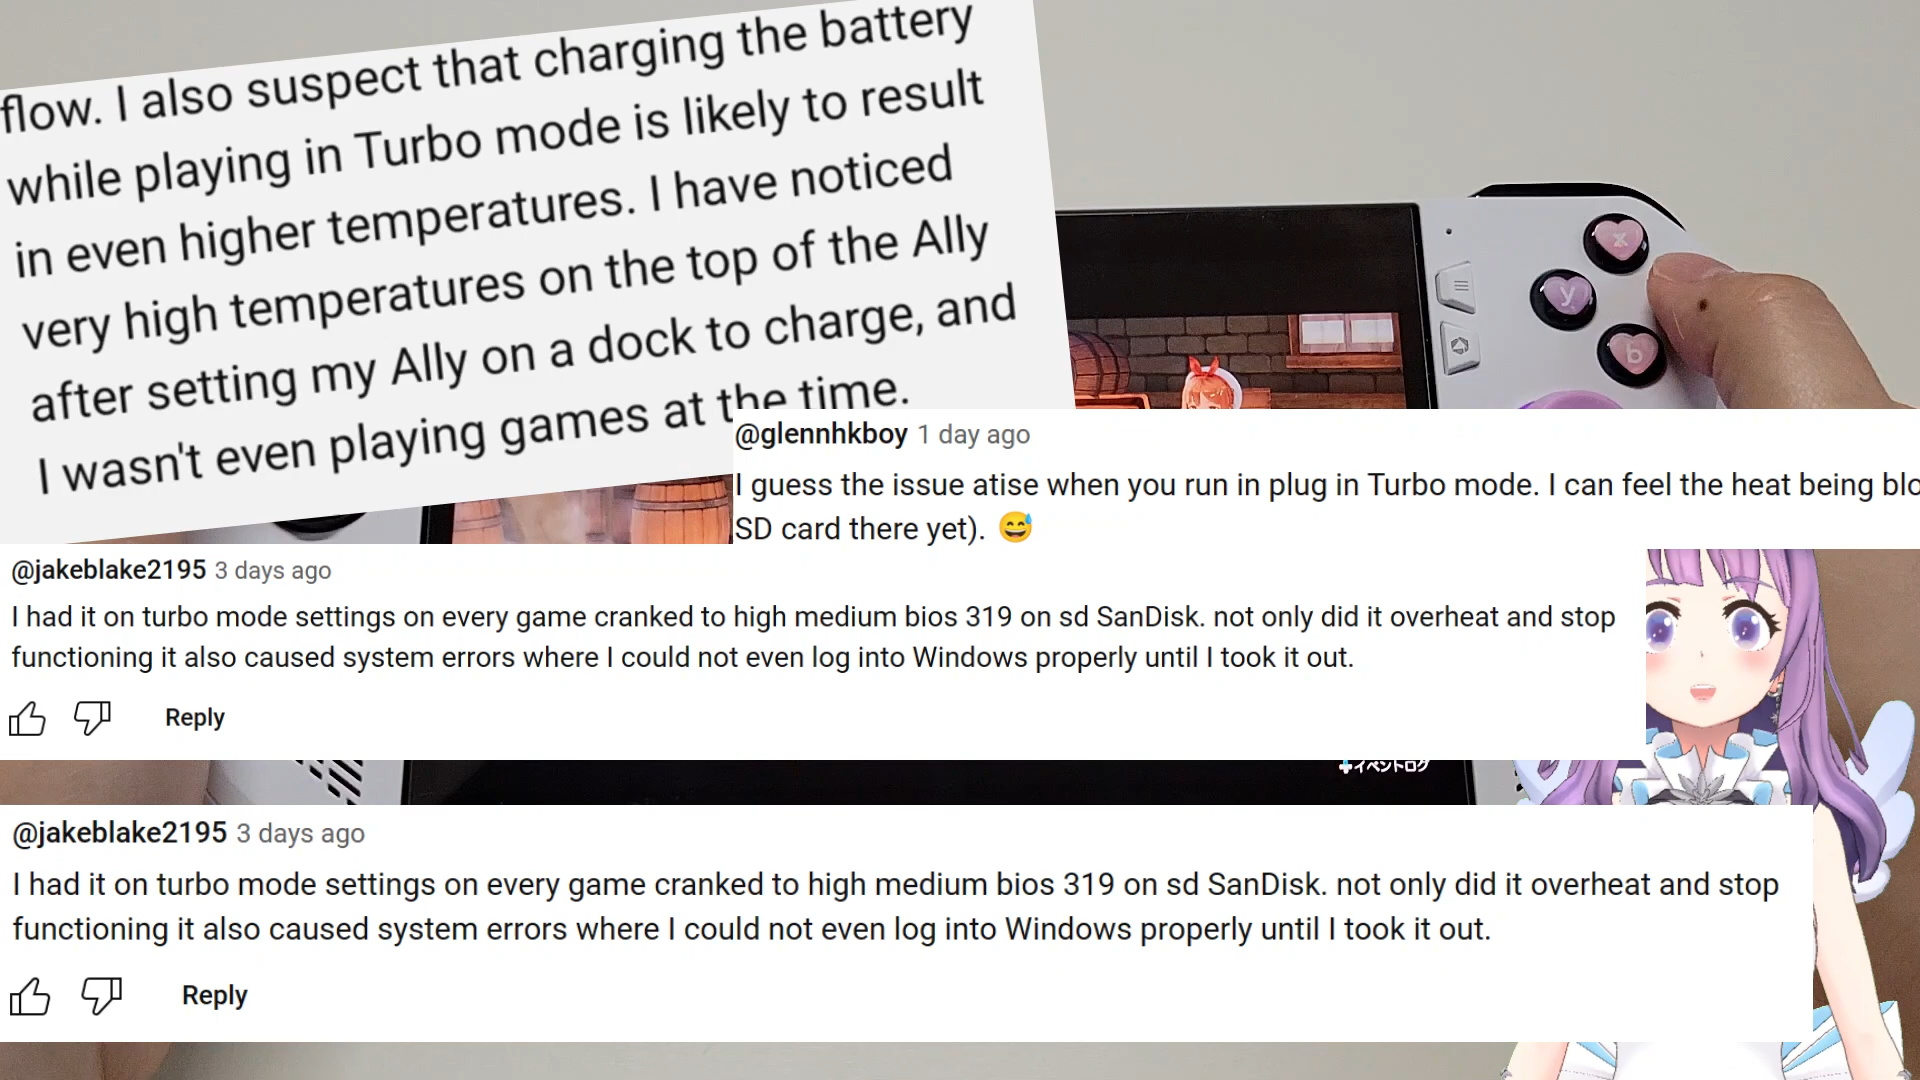 flow. I also suspect that charging the battery
while playing in Turbo mode is likely to result
in even higher temperatures. I have noticed
very high temperatures on the top of the Ally
after setting my Ally on a dock to charge, and
I wasn't even playing games at the time.
x
y
b
@glennhkboy 1 day ago
I guess the issue atise when you run in plug in Turbo mode. I can feel the heat being blo
SD card there yet). 😅
@jakeblake2195 3 days ago
I had it on turbo mode settings on every game cranked to high medium bios 319 on sd SanDisk. not only did it overheat and stop
functioning it also caused system errors where I could not even log into Windows properly until I took it out.
Reply
イベントログ
@jakeblake2195 3 days ago
I had it on turbo mode settings on every game cranked to high medium bios 319 on sd SanDisk. not only did it overheat and stop
functioning it also caused system errors where I could not even log into Windows properly until I took it out.
Reply